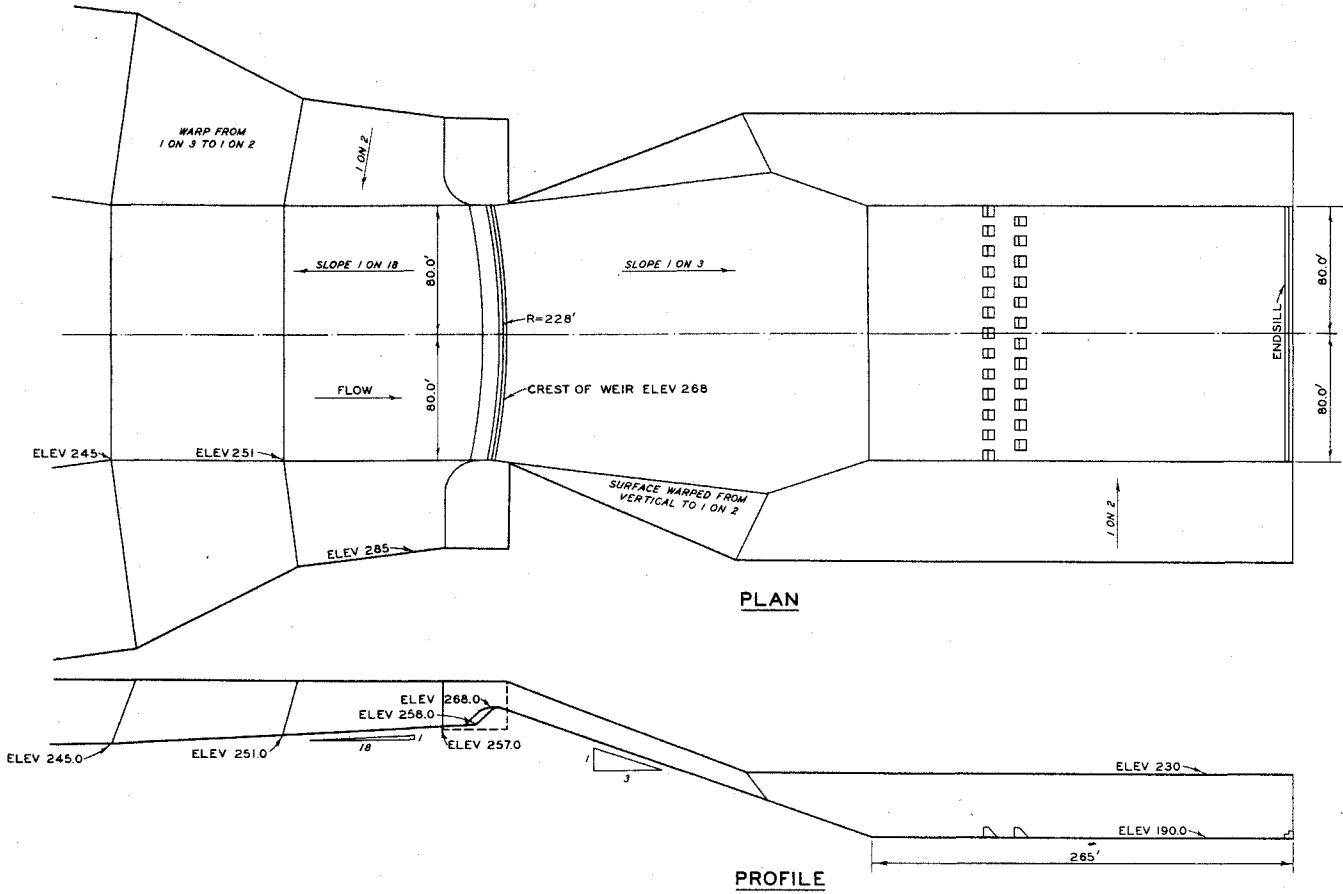 WARP FROM
1 ON 3 TO 1 ON 2
1 ON 2
SLOPE 1 ON 18
80.0'
SLOPE 1 ON 3
80.0'
R=228'
END SILL
FLOW
80.0'
CREST OF WEIR ELEV 268
80.0'
ELEV 245
ELEV 251
SURFACE WARPED FROM
VERTICAL TO 1 ON 2
1 ON 2
ELEV 285
PLAN
ELEV 268.0
ELEV 258.0
ELEV 245.0
ELEV 251.0
18
1
ELEV 257.0
1
3
ELEV 230
ELEV 190.0
265'
PROFILE